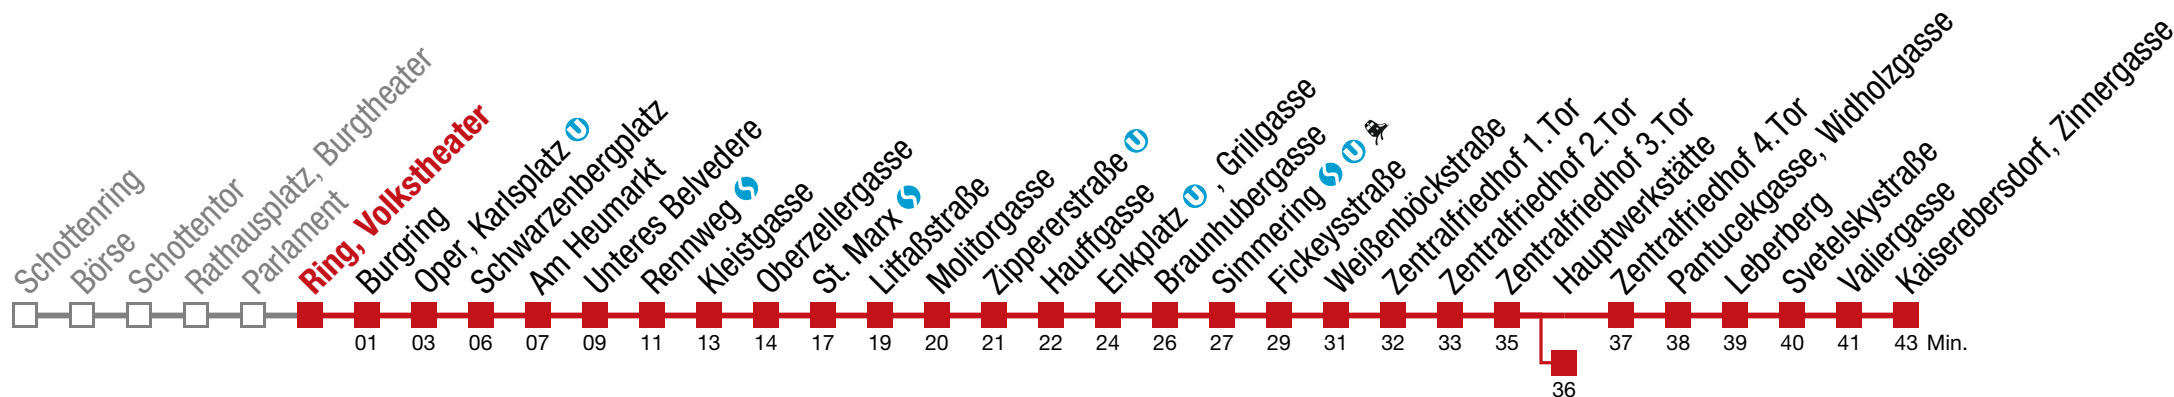 Schottenring
Börse
Schottentor
Rathausplatz, Burgtheater
Parlament
Ring, Volkstheater
Burgring
Oper, Karlsplatz U
Schwarzenbergplatz
Am Heumarkt
Unteres Belvedere
Rennweg S
Kleistgasse
Oberzellergasse
St. Marx S
Litfaßstraße
Molitorgasse
Zippererstraße U
Hauffgasse
Enkplatz U, Grillgasse
Braunhubergasse
Simmering S U
Fickeysstraße
Weißenböckstraße
Zentralfriedhof 1. Tor
Zentralfriedhof 2. Tor
Zentralfriedhof 3. Tor
Hauptwerkstätte
Zentralfriedhof 4. Tor
Pantucekgasse, Widholzgasse
Leberberg
Svetelskystraße
Valiergasse
Kaiserebersdorf, Zinnergasse
01 03 06 07 09 11 13 14 17 19 20 21 22 24 26 27 29 31 32 33 35 37 38 39 40 41 43 Min.
36